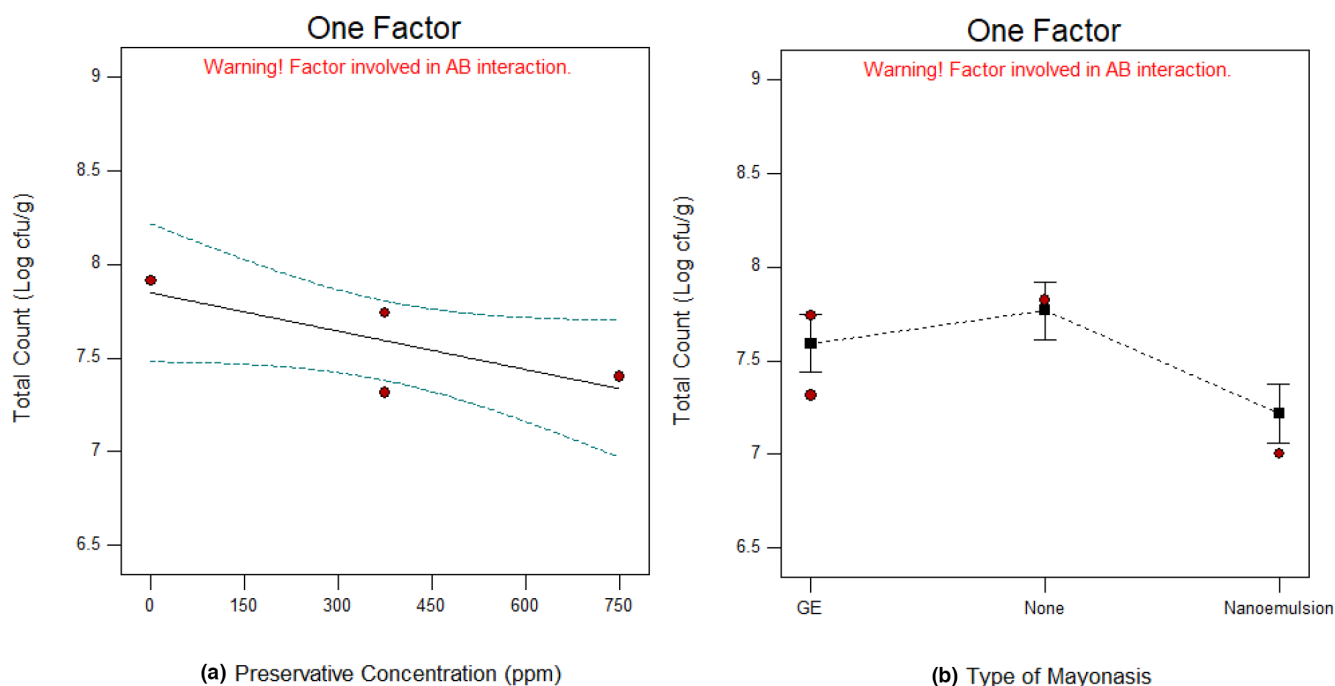 One Factor
Warning! Factor involved in AB interaction.
Total Count (Log cfu/g)
9
8.5
8
7.5
7
6.5
0 150 300 450 600 750
(a) Preservative Concentration (ppm)
One Factor
Warning! Factor involved in AB interaction.
Total Count (Log cfu/g)
9
8.5
8
7.5
7
6.5
GE None Nanoemulsion
(b) Type of Mayonasis